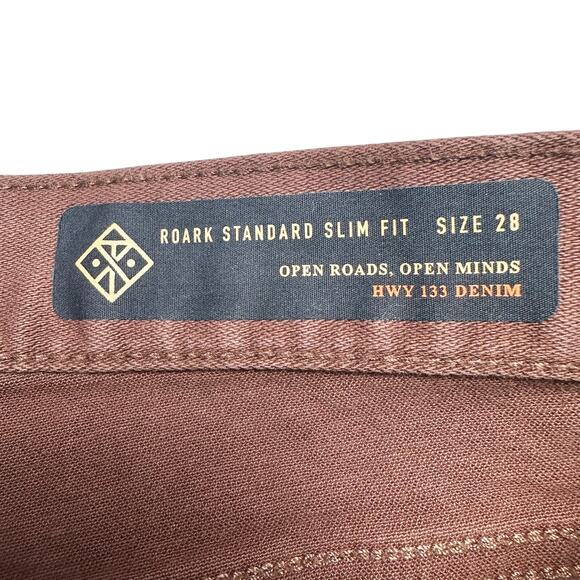 ROARK STANDARD SLIM FIT SIZE 28
OPEN ROADS, OPEN MINDS
HWY 133 DENIM